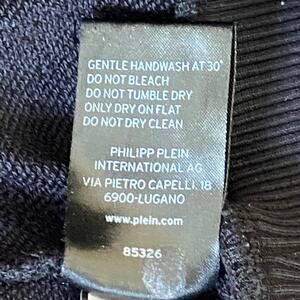 GENTLE HANDWASH AT 30°
DO NOT BLEACH
DO NOT TUMBLE DRY
ONLY DRY ON FLAT
DO NOT DRY CLEAN
PHILIPP PLEIN
INTERNATIONAL AG
VIA PIETRO CAPELLI, 18
6900-LUGANO
www.plein.com
85326